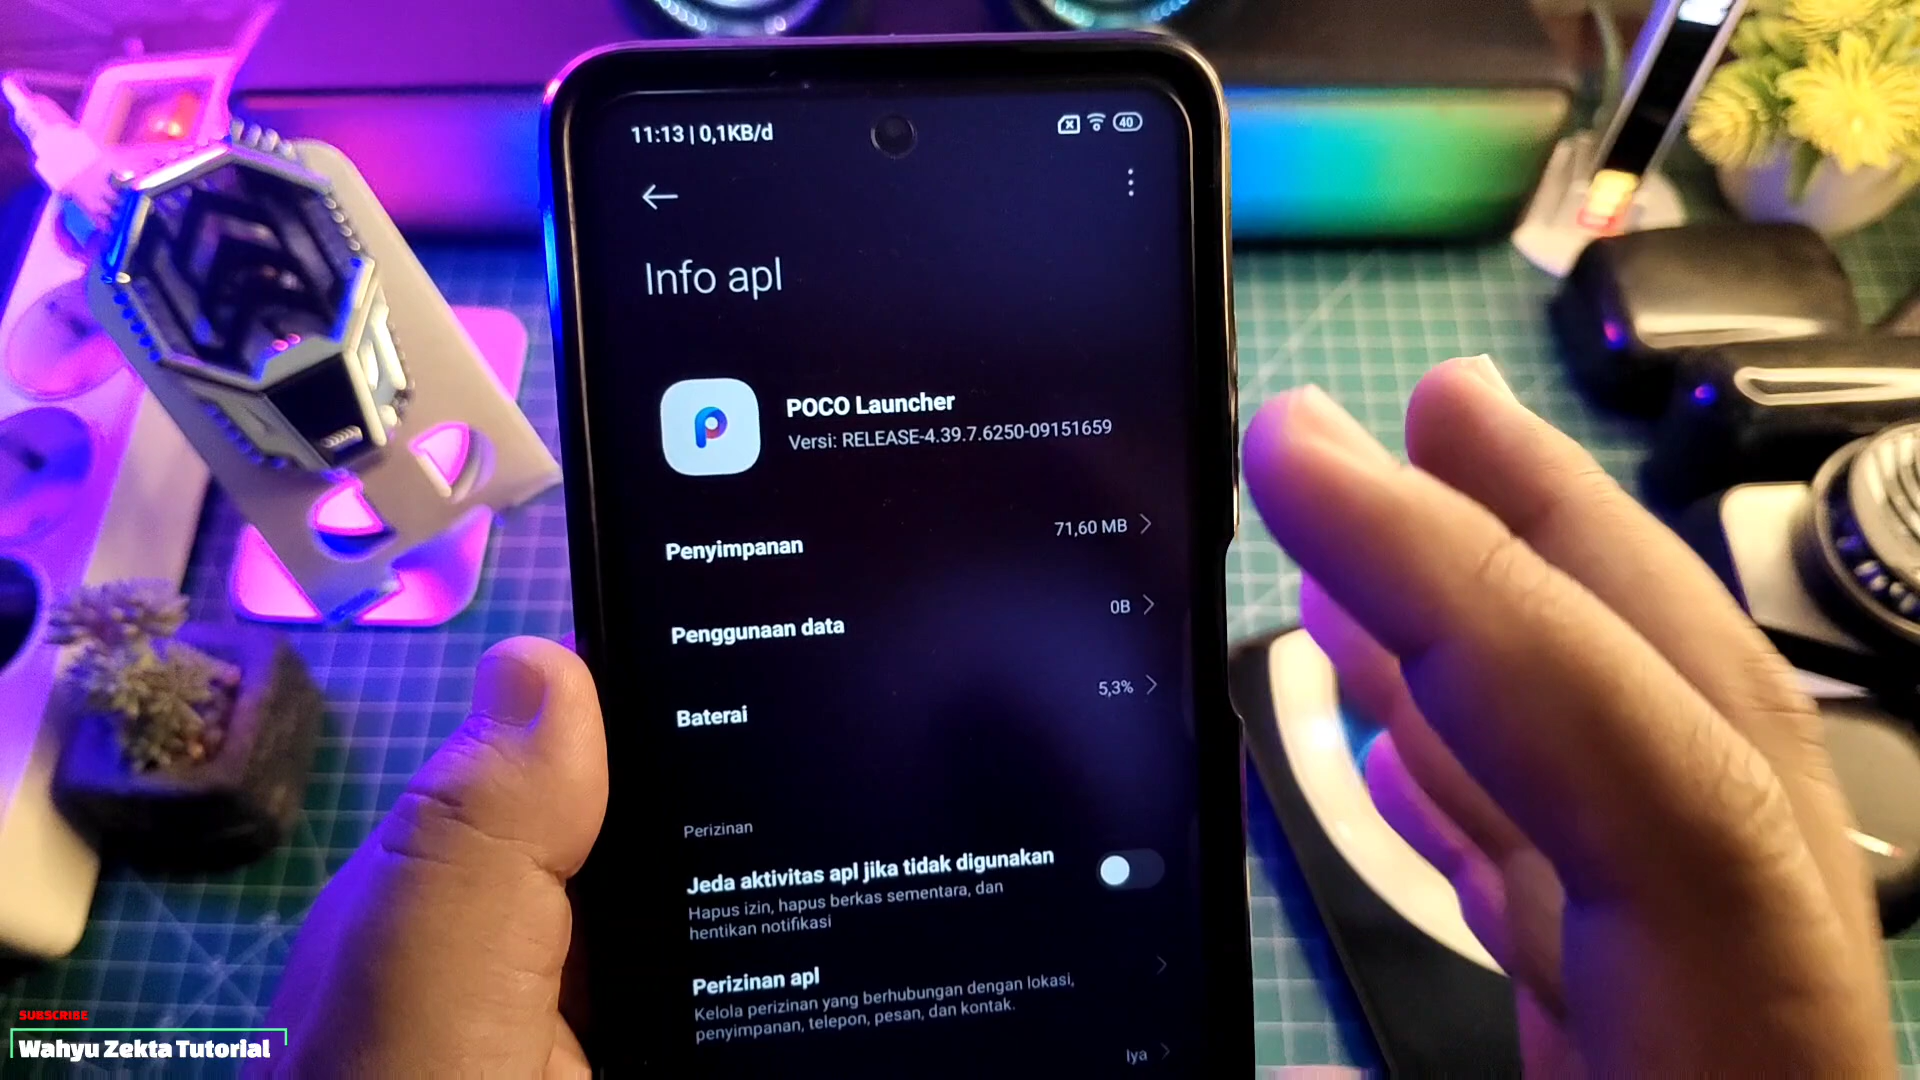 11:13 | 0,1KB/d
40
Info apl
POCO Launcher
Versi: RELEASE-4.39.7.6250-09151659
Penyimpanan
71,60 MB
Penggunaan data
0B
Baterai
5,3%
Perizinan
Jeda aktivitas apl jika tidak digunakan
Hapus izin, hapus berkas sementara, dan
hentikan notifikasi
Perizinan apl
Kelola perizinan yang berhubungan dengan lokasi,
penyimpanan, telepon, pesan, dan kontak.
Iya
SUBSCRIBE
Wahyu Zekta Tutorial